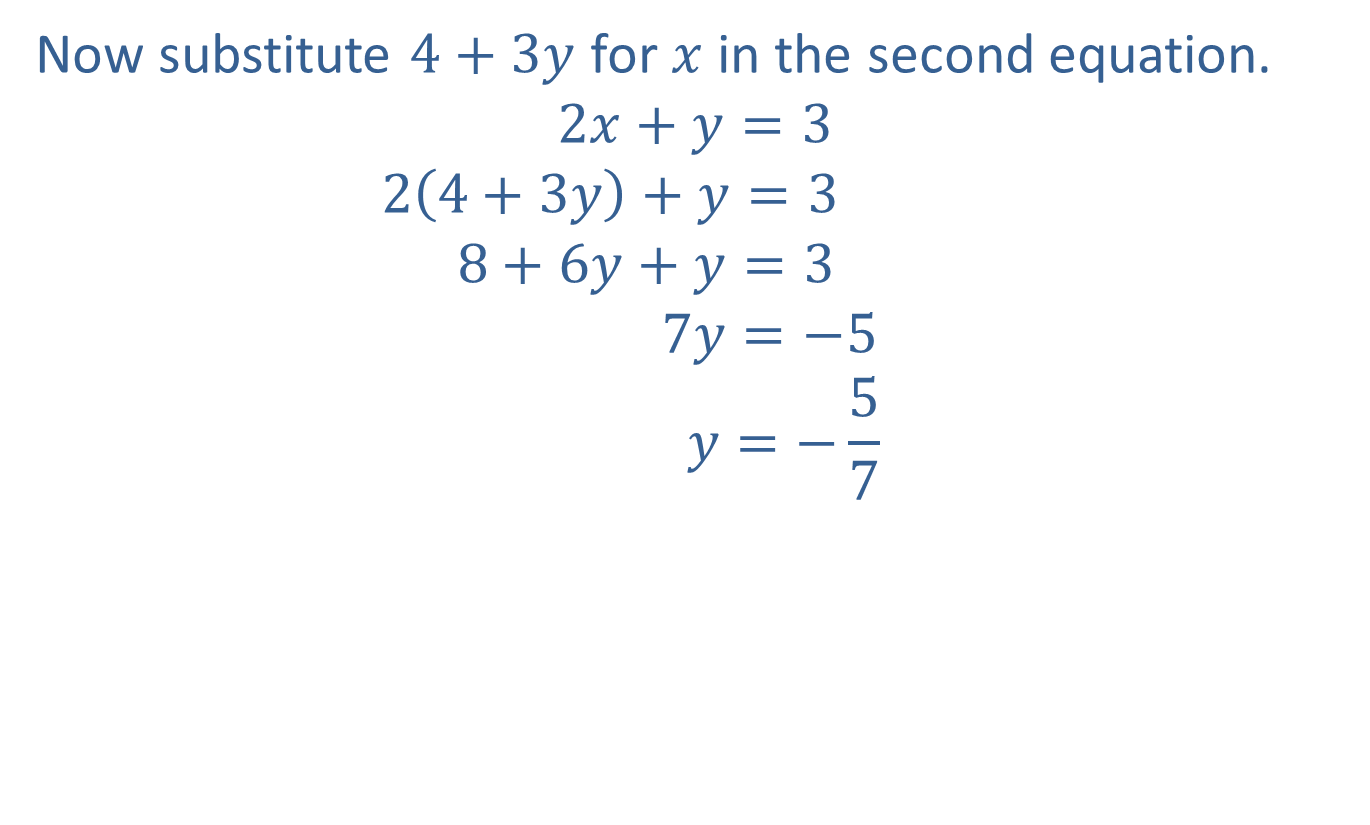 Now substitute 4 + 3y for x in the second equation.
2x + y = 3
2(4 + 3y) + y = 3
8 + 6y + y = 3
7y = −5
y = −5/7